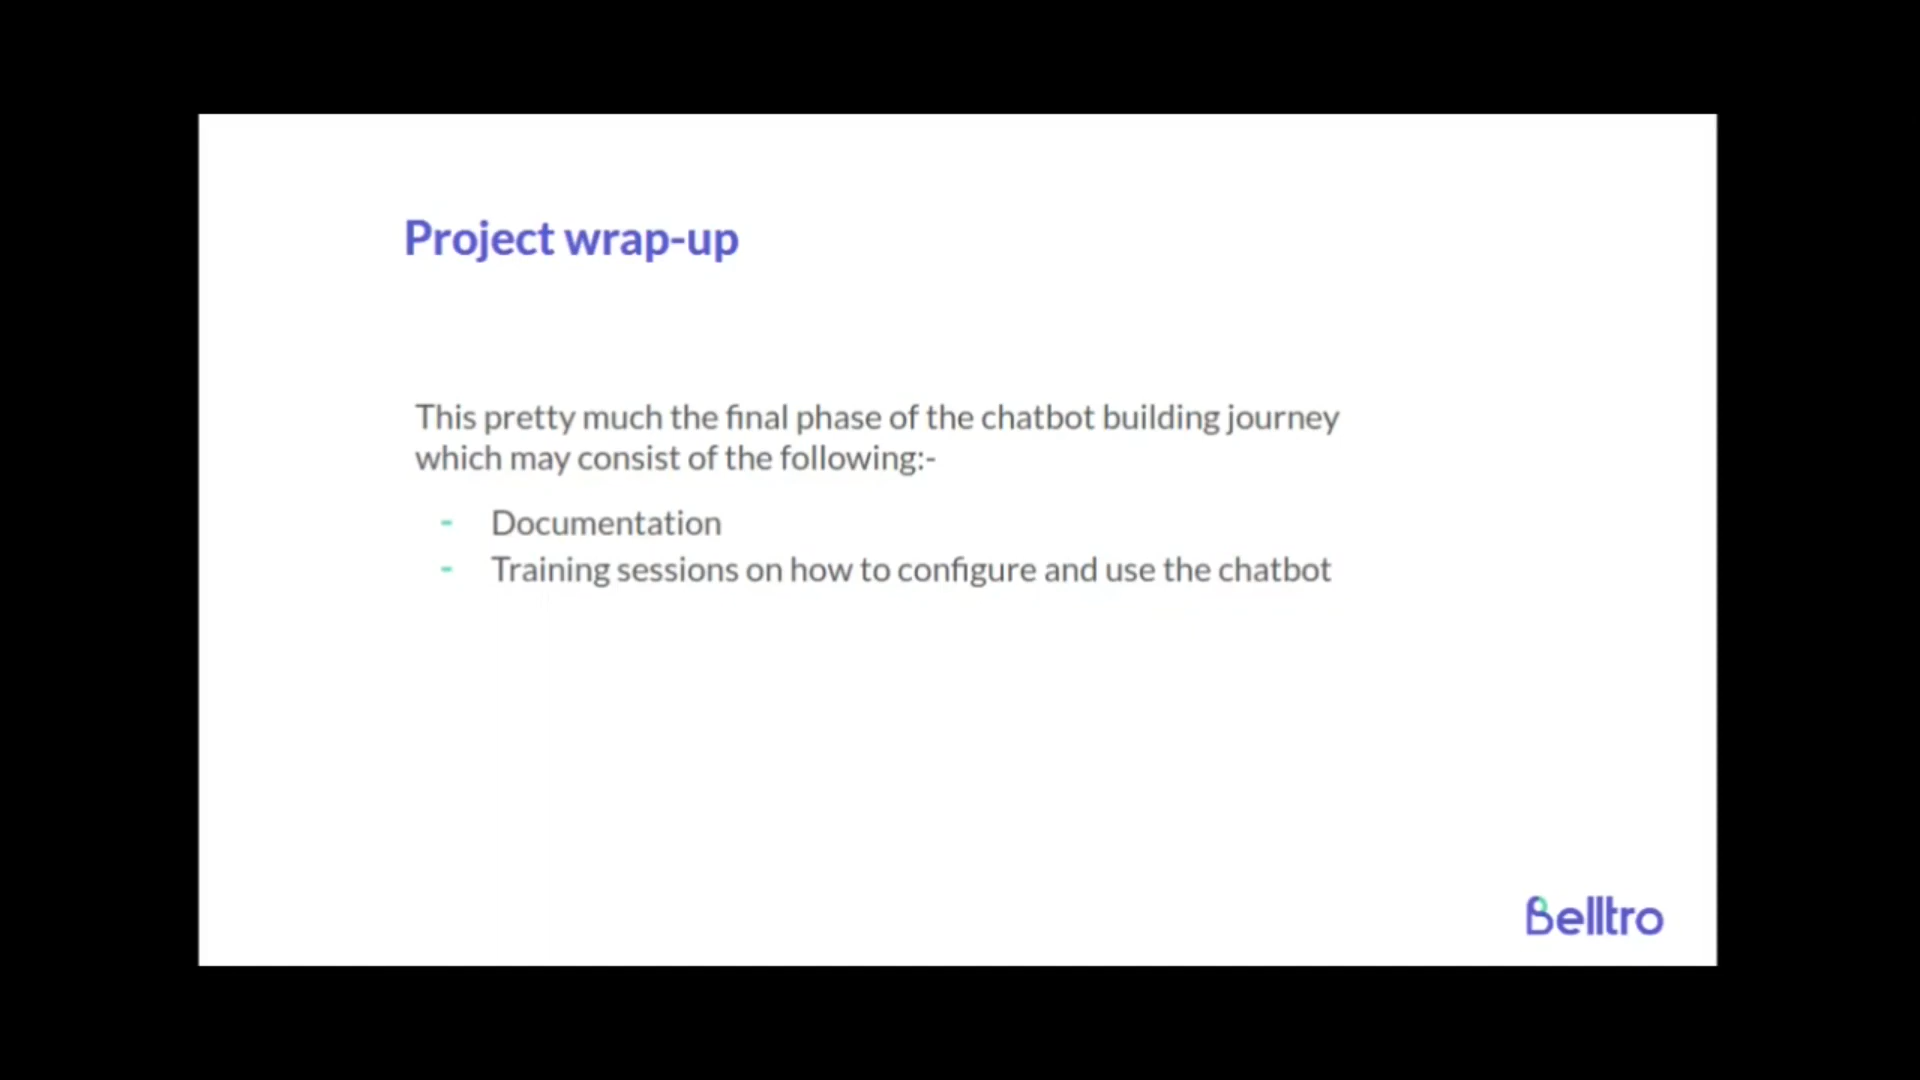 Project wrap-up
This pretty much the final phase of the chatbot building journey
which may consist of the following:-
- Documentation
- Training sessions on how to configure and use the chatbot
Belltro